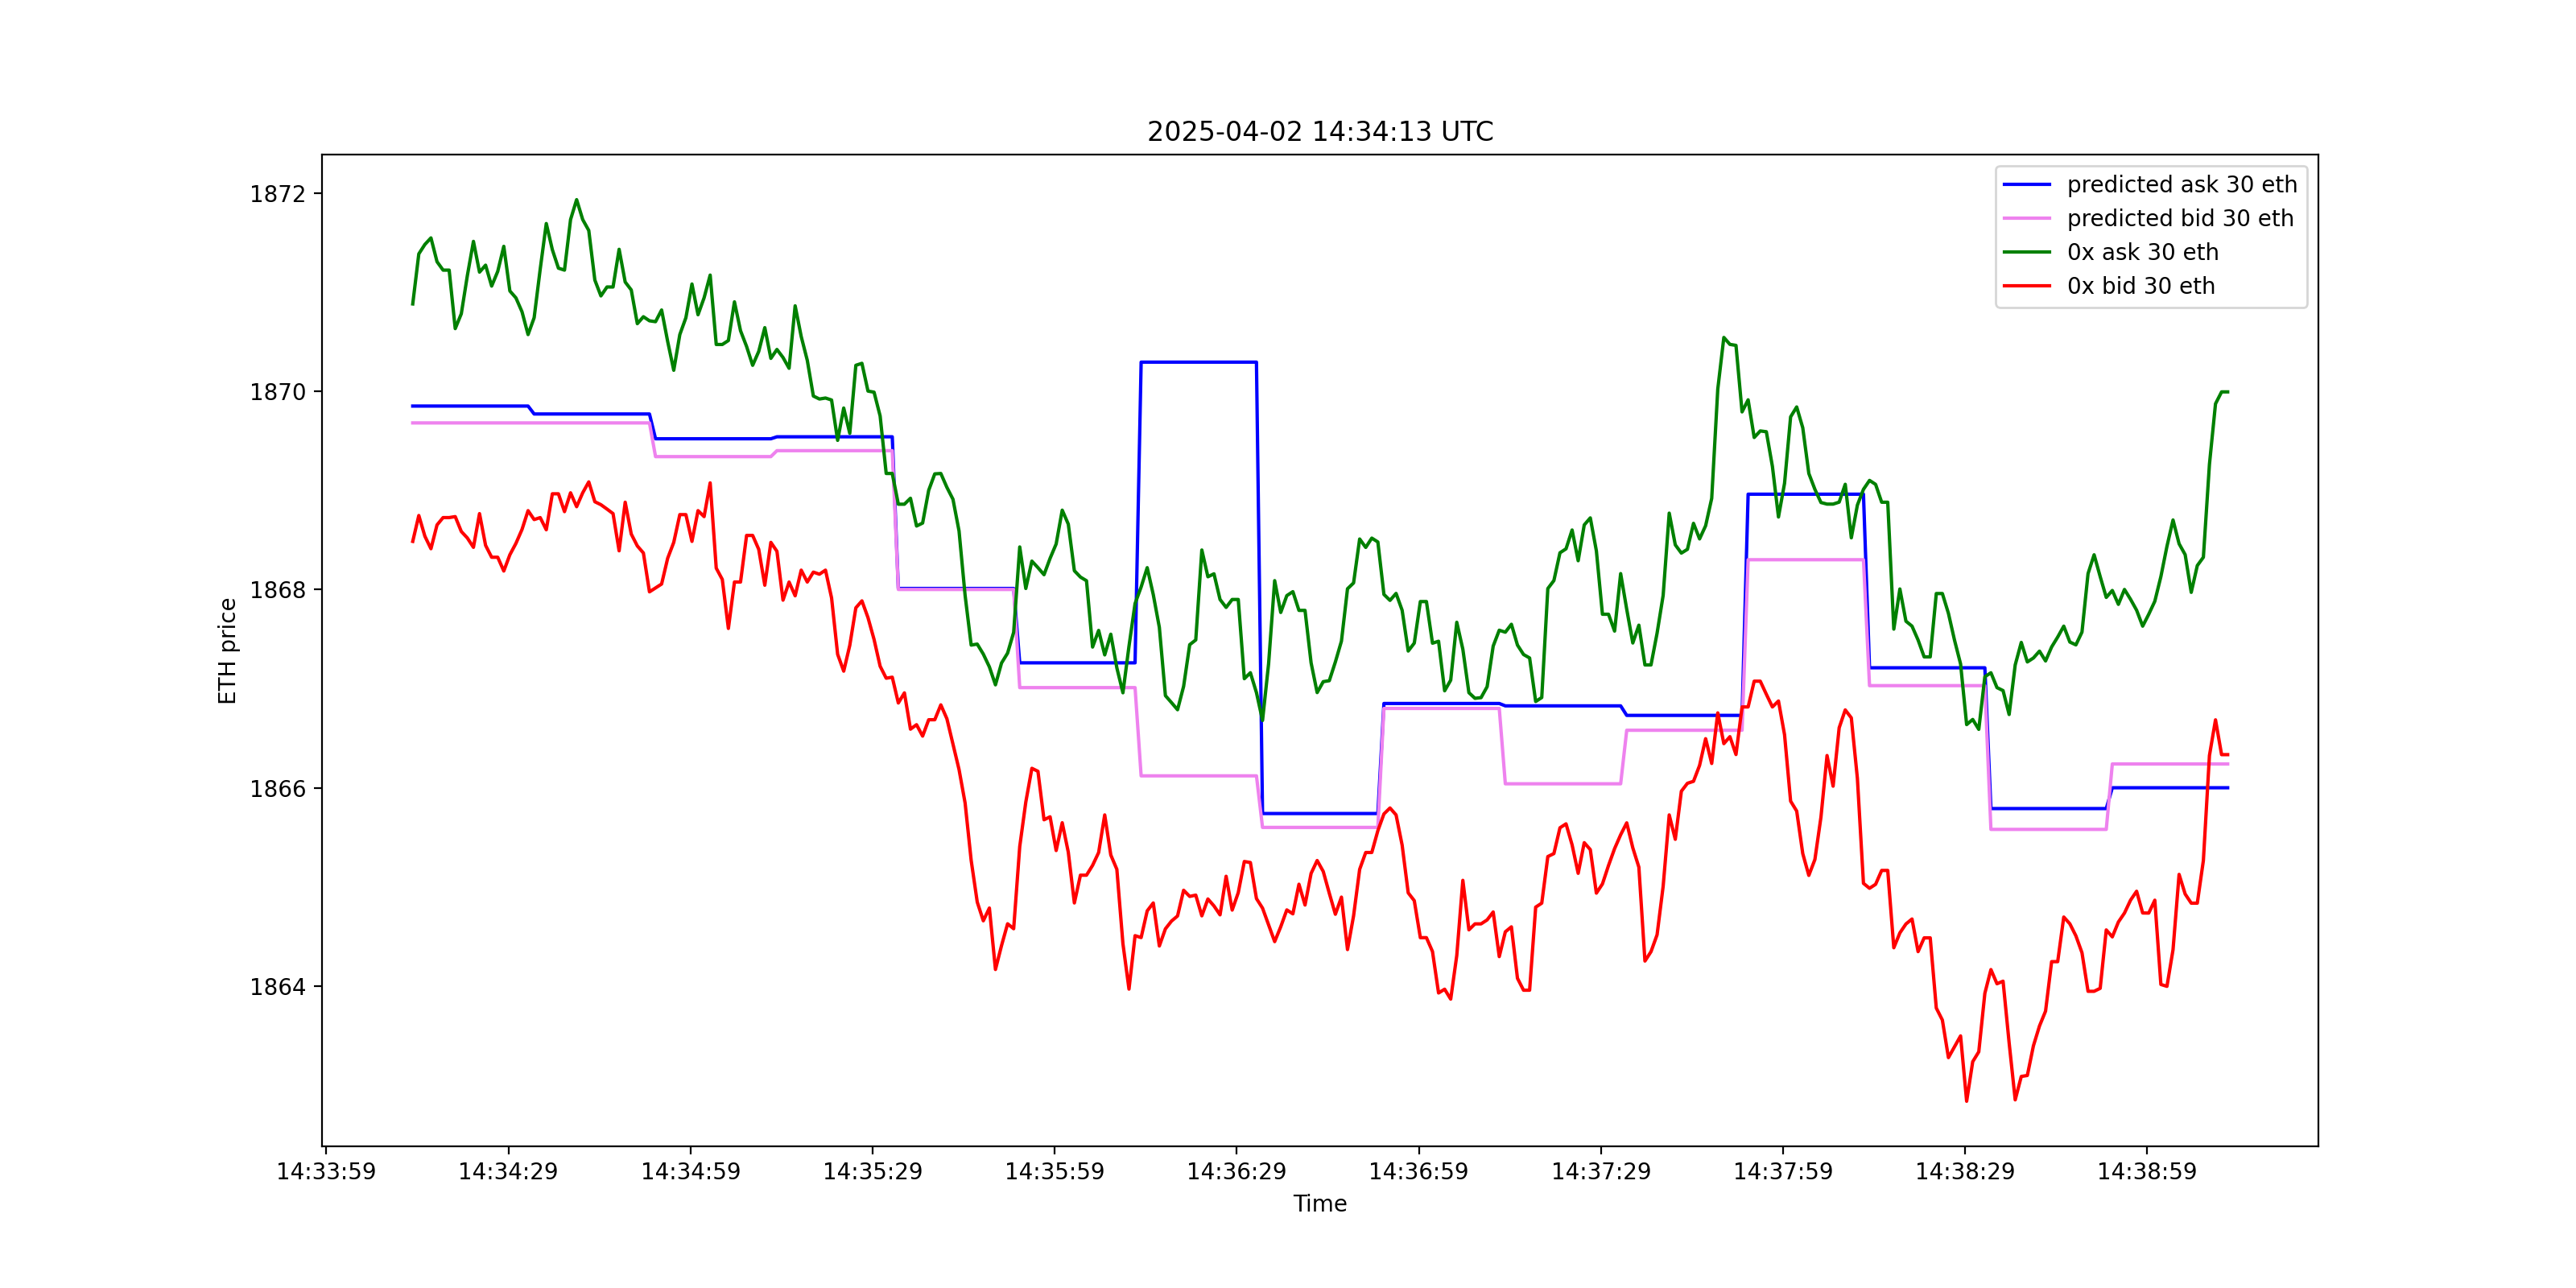 2025-04-02 14:34:13 UTC
predicted ask 30 eth
predicted bid 30 eth
0x ask 30 eth
0x bid 30 eth
ETH price
1872
1870
1868
1866
1864
14:33:59 14:34:29 14:34:59 14:35:29 14:35:59 14:36:29 14:36:59 14:37:29 14:37:59 14:38:29 14:38:59
Time